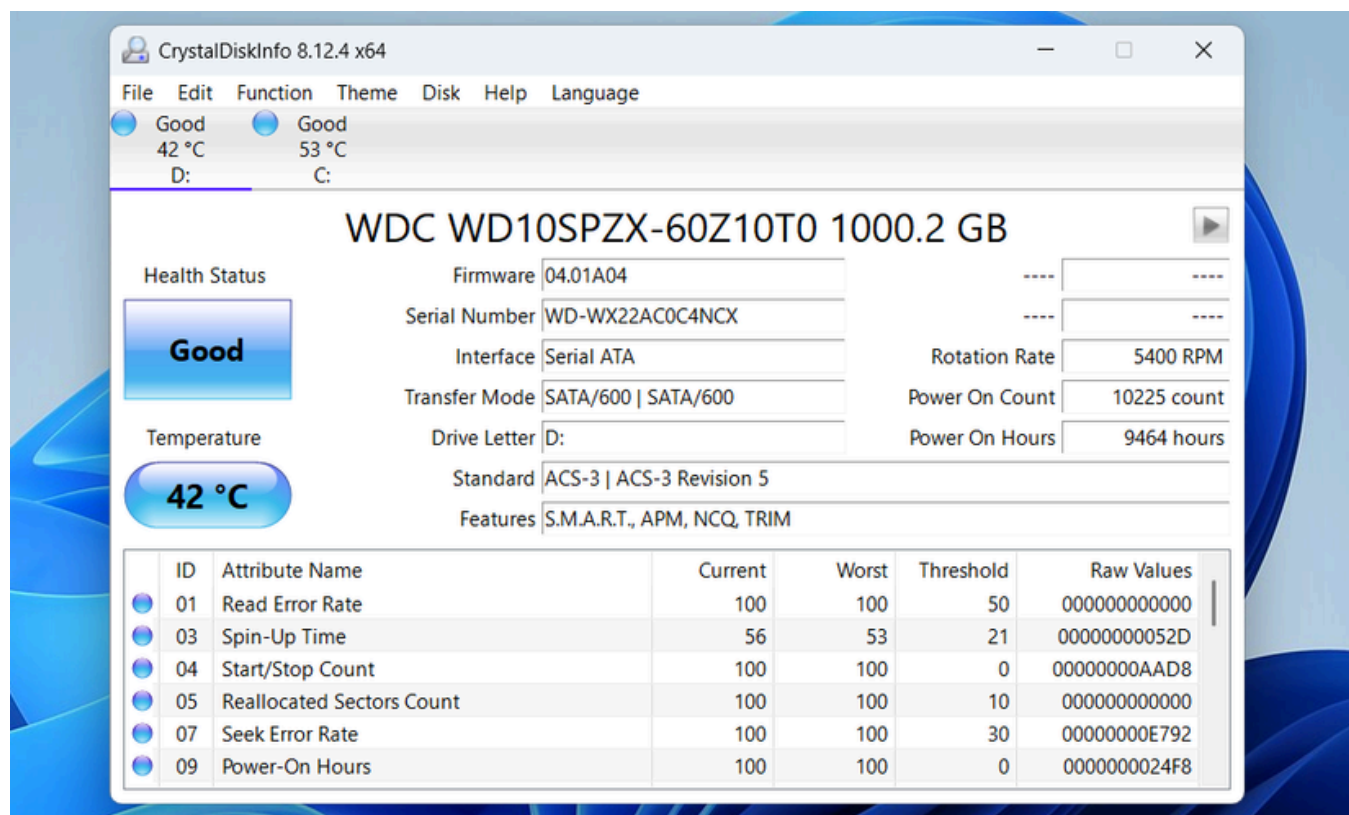 CrystalDiskInfo 8.12.4 x64
File Edit Function Theme Disk Help Language
Good Good
42 °C 53 °C
D: C:
WDC WD10SPZX-60Z10T0 1000.2 GB
Health Status Firmware 04.01A04 ---- ----
Serial Number WD-WX22AC0C4NCX ---- ----
Good Interface Serial ATA Rotation Rate 5400 RPM
Transfer Mode SATA/600 | SATA/600 Power On Count 10225 count
Temperature Drive Letter D: Power On Hours 9464 hours
42 °C Standard ACS-3 | ACS-3 Revision 5
Features S.M.A.R.T., APM, NCQ, TRIM
ID Attribute Name Current Worst Threshold Raw Values
01 Read Error Rate 100 100 50 000000000000
03 Spin-Up Time 56 53 21 00000000052D
04 Start/Stop Count 100 100 0 00000000AAD8
05 Reallocated Sectors Count 100 100 10 000000000000
07 Seek Error Rate 100 100 30 00000000E792
09 Power-On Hours 100 100 0 0000000024F8